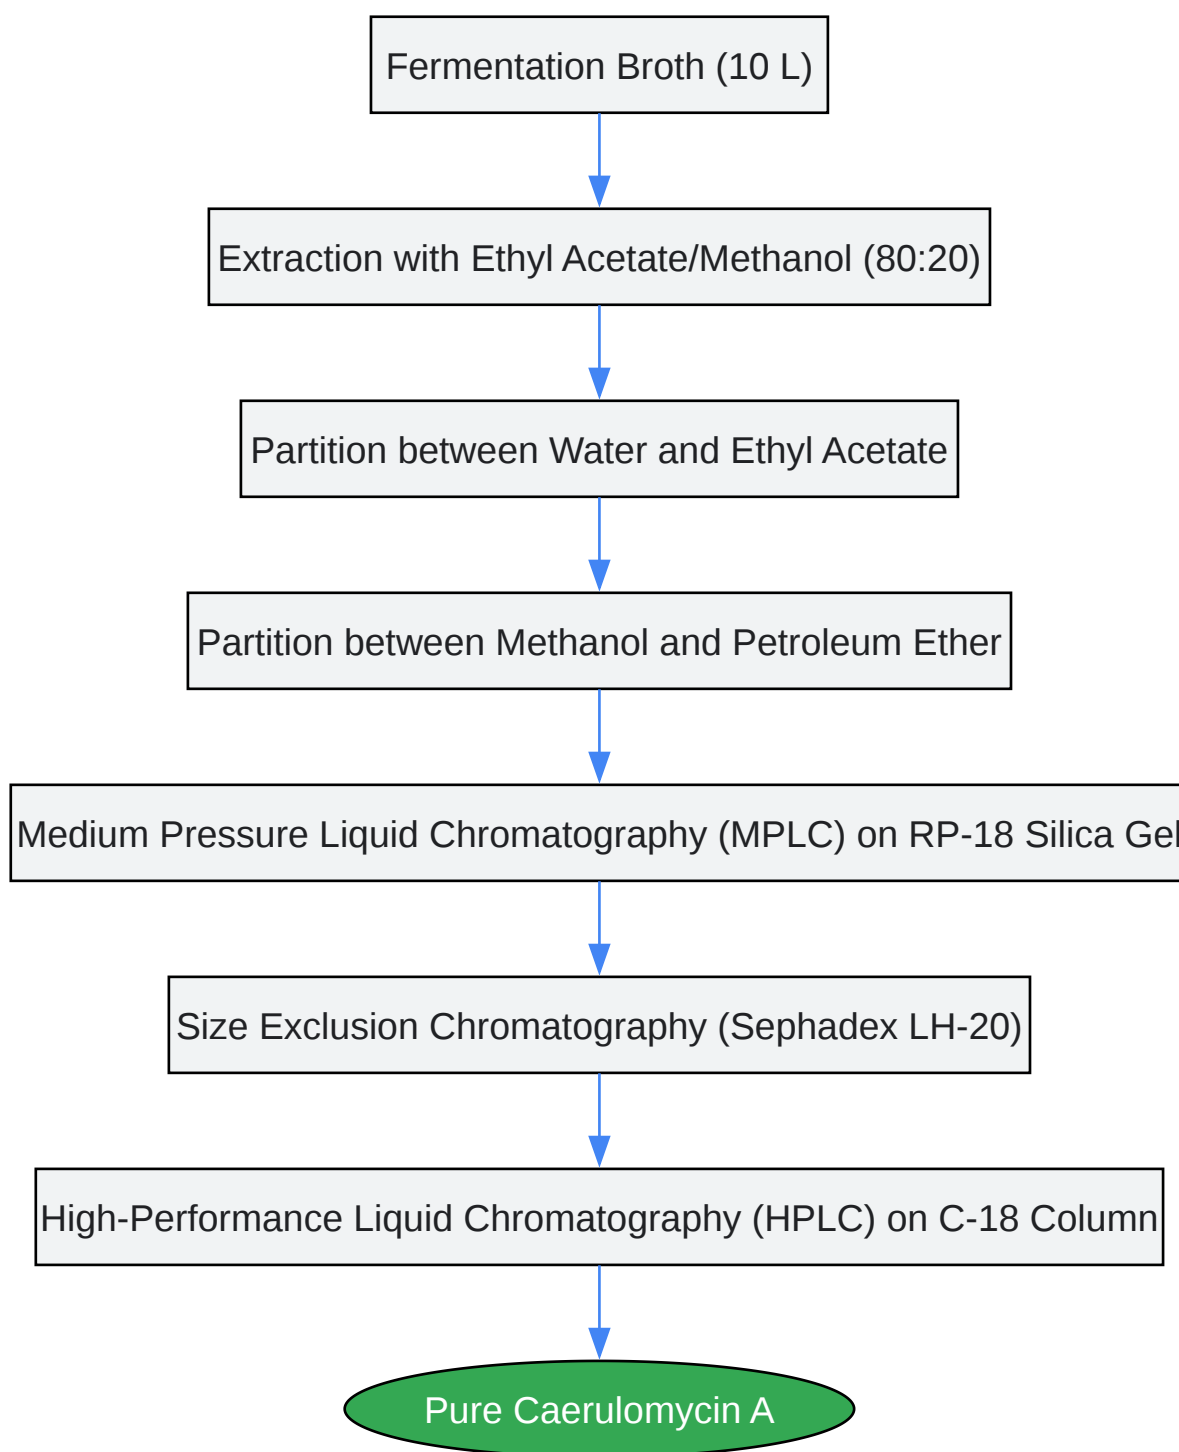 Fermentation Broth (10 L)
Extraction with Ethyl Acetate/Methanol (80:20)
Partition between Water and Ethyl Acetate
Partition between Methanol and Petroleum Ether
Medium Pressure Liquid Chromatography (MPLC) on RP-18 Silica Gel
Size Exclusion Chromatography (Sephadex LH-20)
High-Performance Liquid Chromatography (HPLC) on C-18 Column
Pure Caerulomycin A